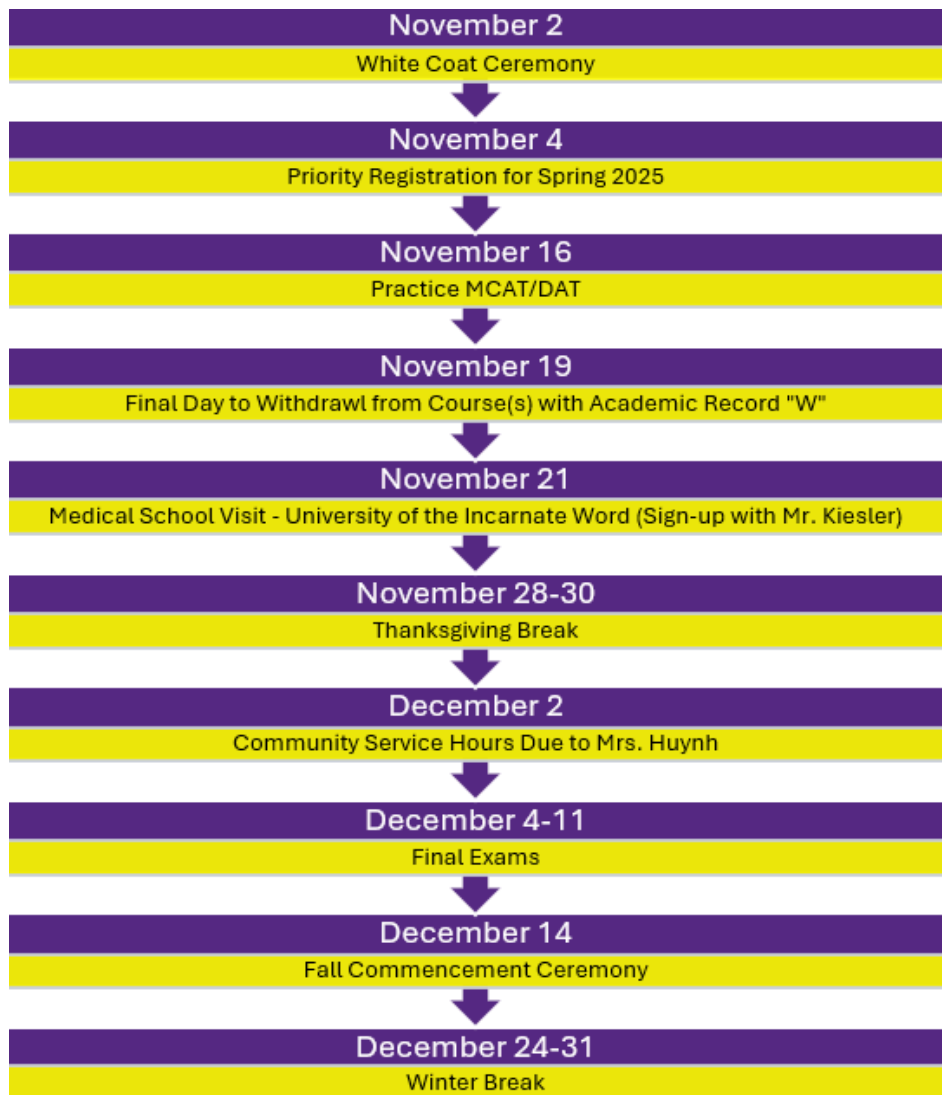 November 2
White Coat Ceremony
November 4
Priority Registration for Spring 2025
November 16
Practice MCAT/DAT
November 19
Final Day to Withdrawl from Course(s) with Academic Record "W"
November 21
Medical School Visit - University of the Incarnate Word (Sign-up with Mr. Kiesler)
November 28-30
Thanksgiving Break
December 2
Community Service Hours Due to Mrs. Huynh
December 4-11
Final Exams
December 14
Fall Commencement Ceremony
December 24-31
Winter Break